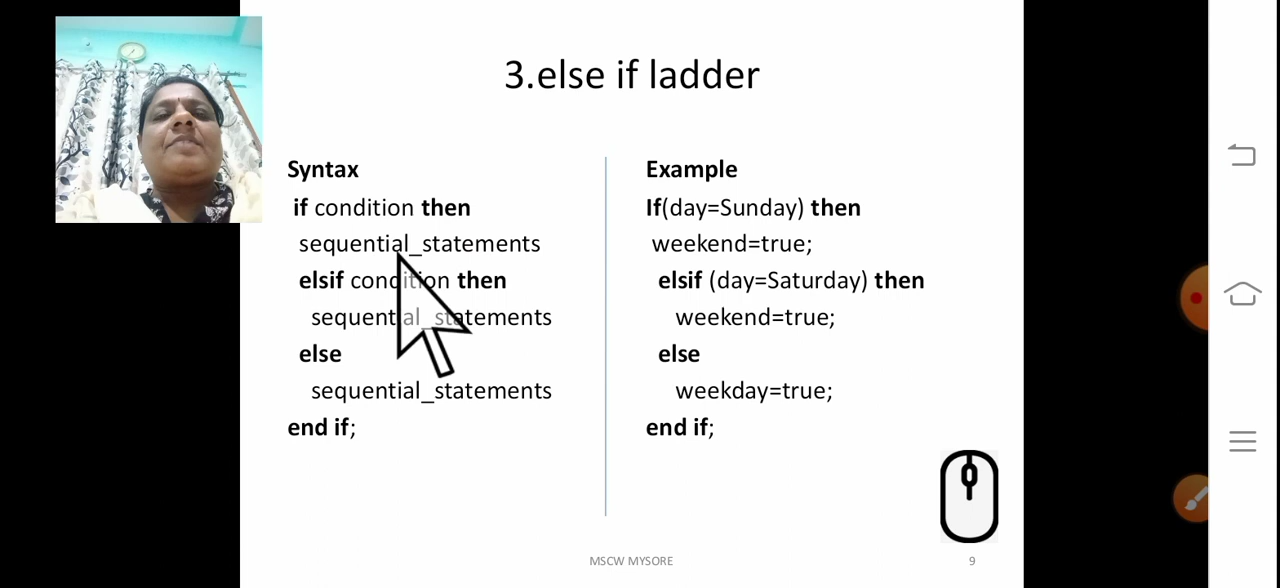 3.else if ladder
Syntax
if condition then
sequential_statements
elsif condition then
sequential_statements
else
sequential_statements
end if;
Example
If(day=Sunday) then
weekend=true;
elsif (day=Saturday) then
weekend=true;
else
weekday=true;
end if;
MSCW MYSORE
9